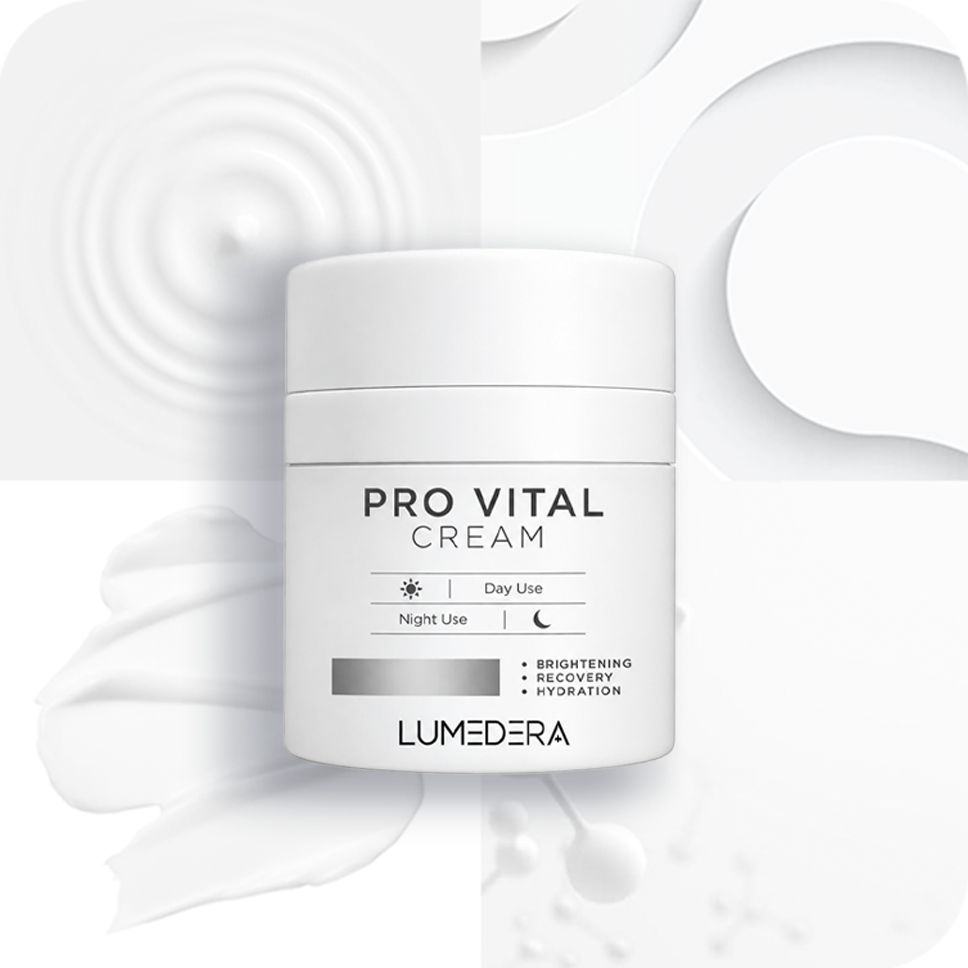 PRO VITAL
CREAM
Day Use
Night Use
• BRIGHTENING
• RECOVERY
• HYDRATION
LUMEDERA